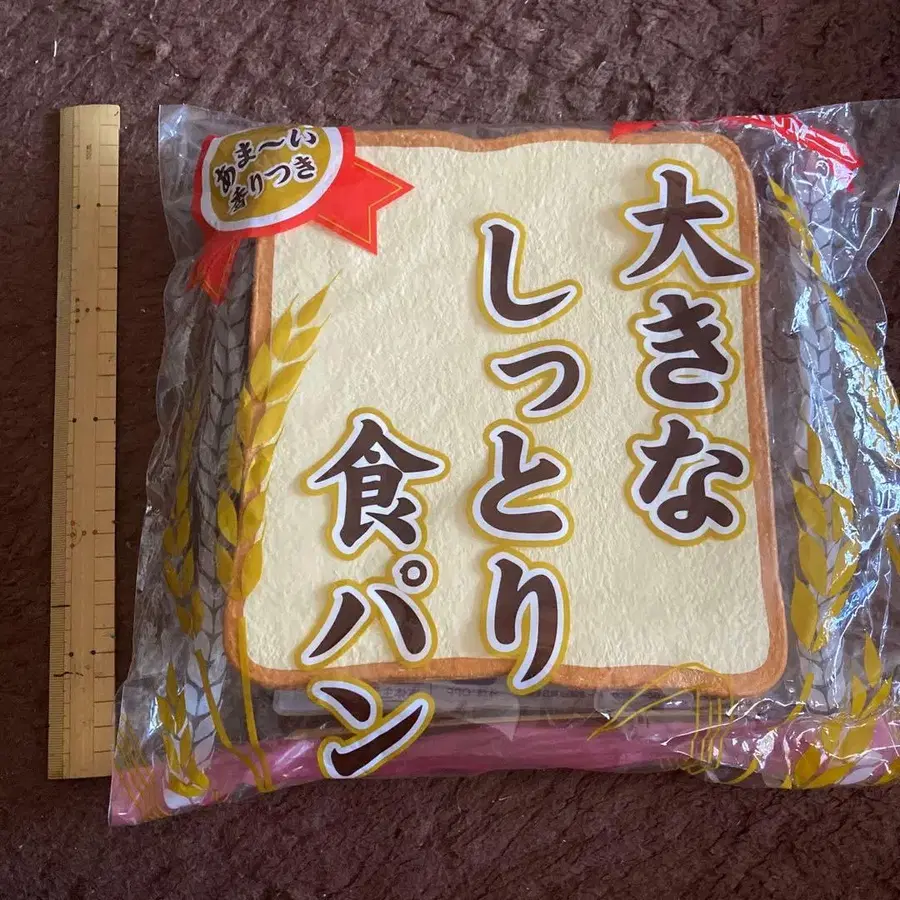 あま〜い
香りつき
大きな
しっとり
食パン